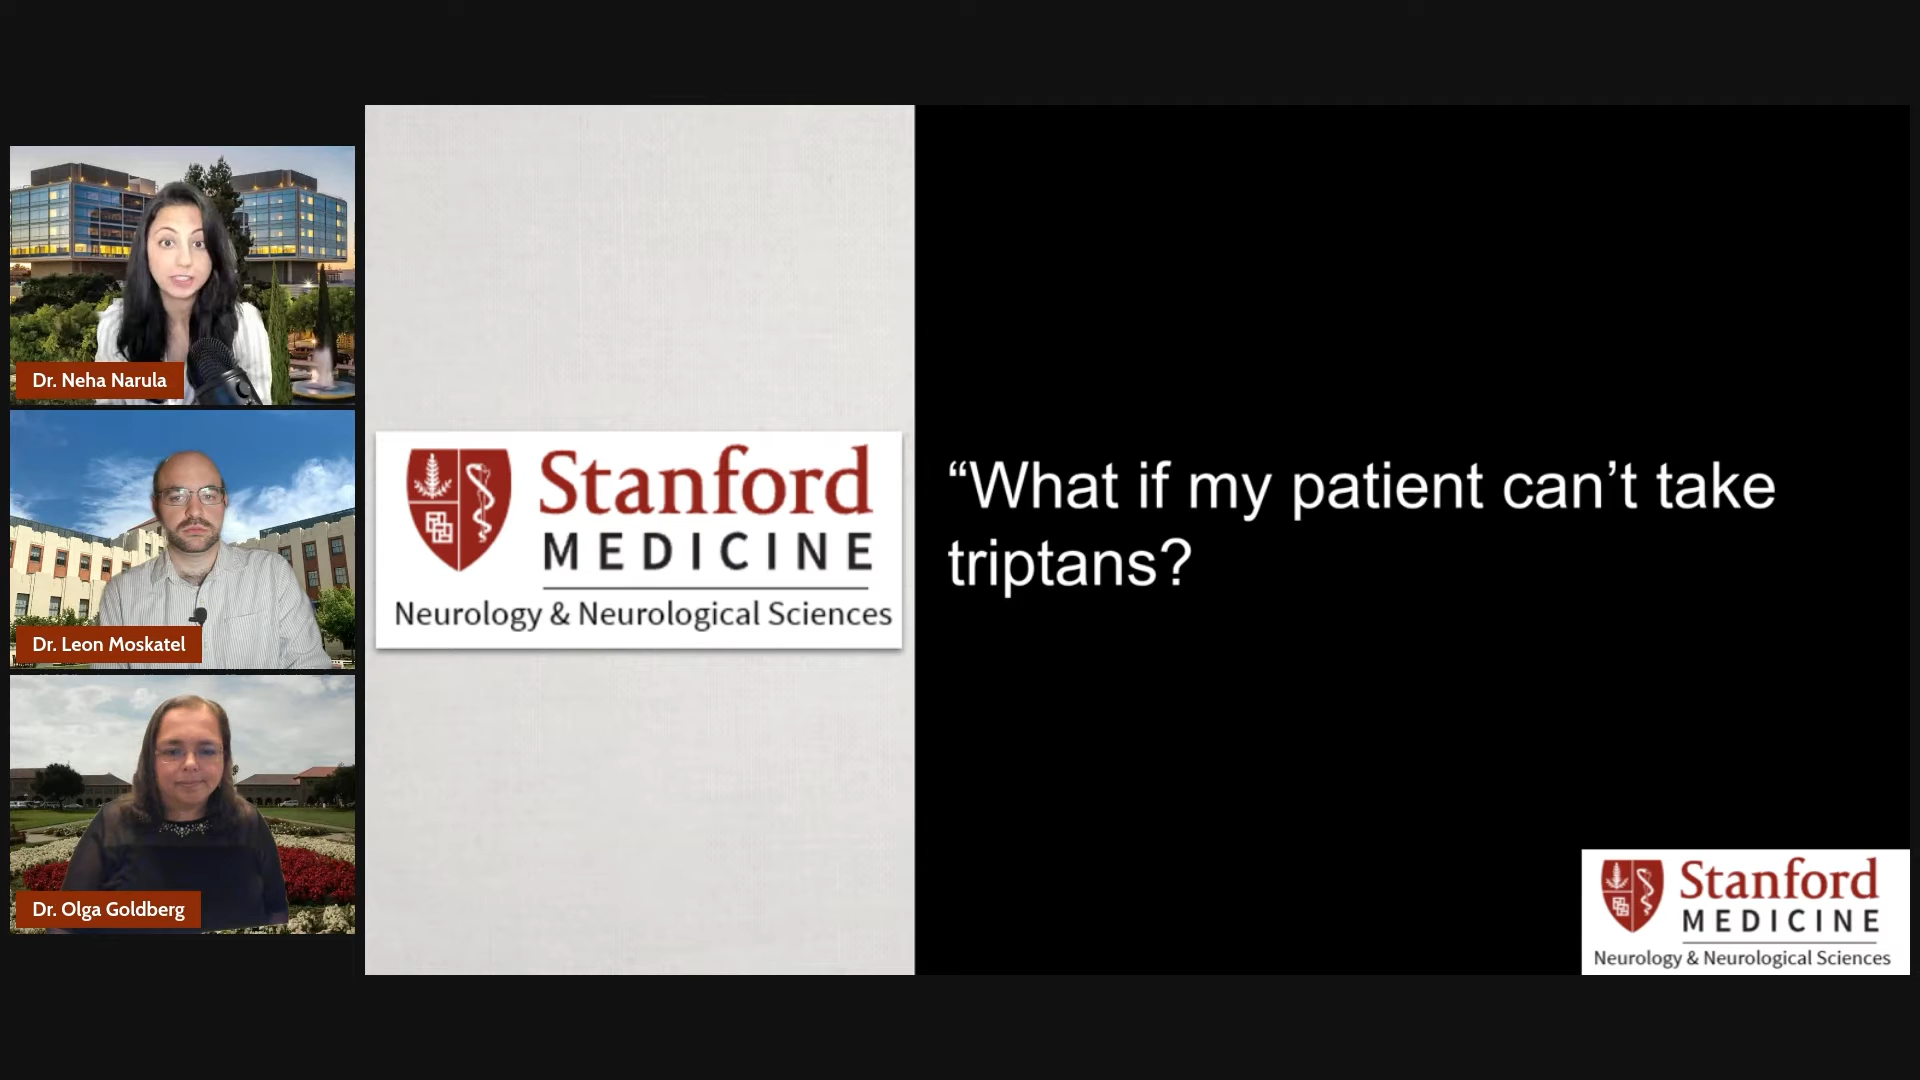 Dr. Neha Narula
Dr. Leon Moskatel
Dr. Olga Goldberg
Stanford
MEDICINE
Neurology & Neurological Sciences
“What if my patient can’t take
triptans?
Stanford
MEDICINE
Neurology & Neurological Sciences